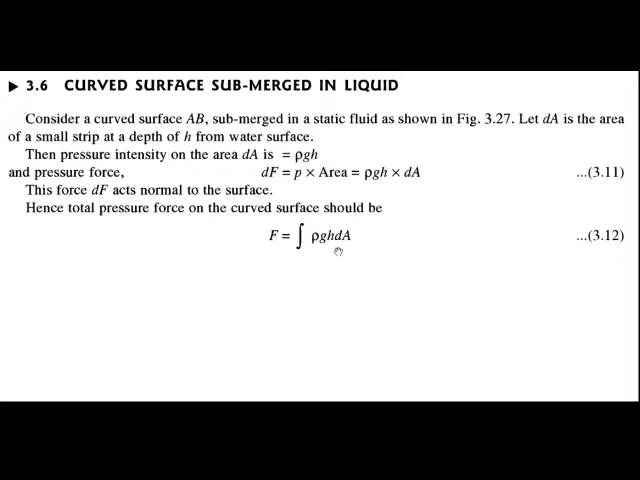 ▶ 3.6 CURVED SURFACE SUB-MERGED IN LIQUID
Consider a curved surface AB, sub-merged in a static fluid as shown in Fig. 3.27. Let dA is the area
of a small strip at a depth of h from water surface.
Then pressure intensity on the area dA is = ρgh
and pressure force, dF = p × Area = ρgh × dA ...(3.11)
This force dF acts normal to the surface.
Hence total pressure force on the curved surface should be
F = ∫ ρghdA ...(3.12)